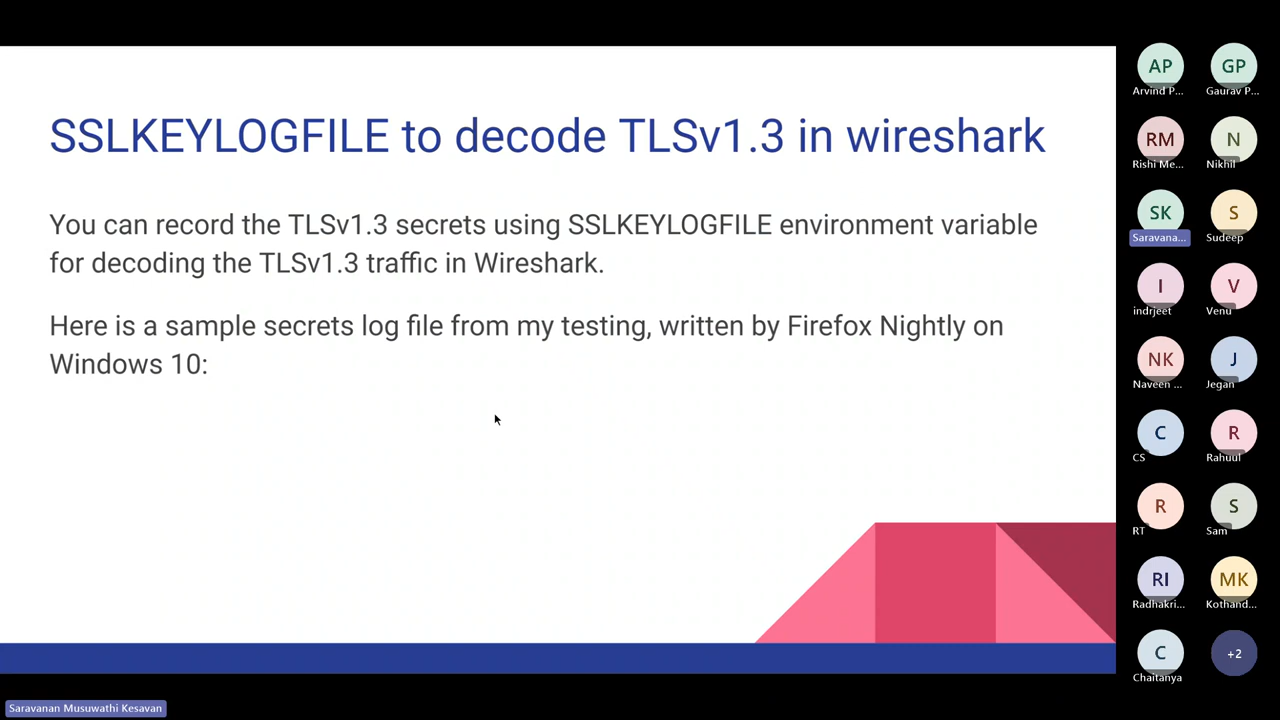 SSLKEYLOGFILE to decode TLSv1.3 in wireshark
You can record the TLSv1.3 secrets using SSLKEYLOGFILE environment variable
for decoding the TLSv1.3 traffic in Wireshark.
Here is a sample secrets log file from my testing, written by Firefox Nightly on
Windows 10:
AP
Arvind P...
GP
Gaurav P...
RM
Rishi Me...
N
Nikhil
SK
Saravana...
S
Sudeep
I
indrjeet
V
Venu
NK
Naveen ...
J
Jegan
C
CS
R
Rahuul
R
RT
S
Sam
RI
Radhakri...
MK
Kothand...
C
Chaitanya
+2
Saravanan Musuwathi Kesavan